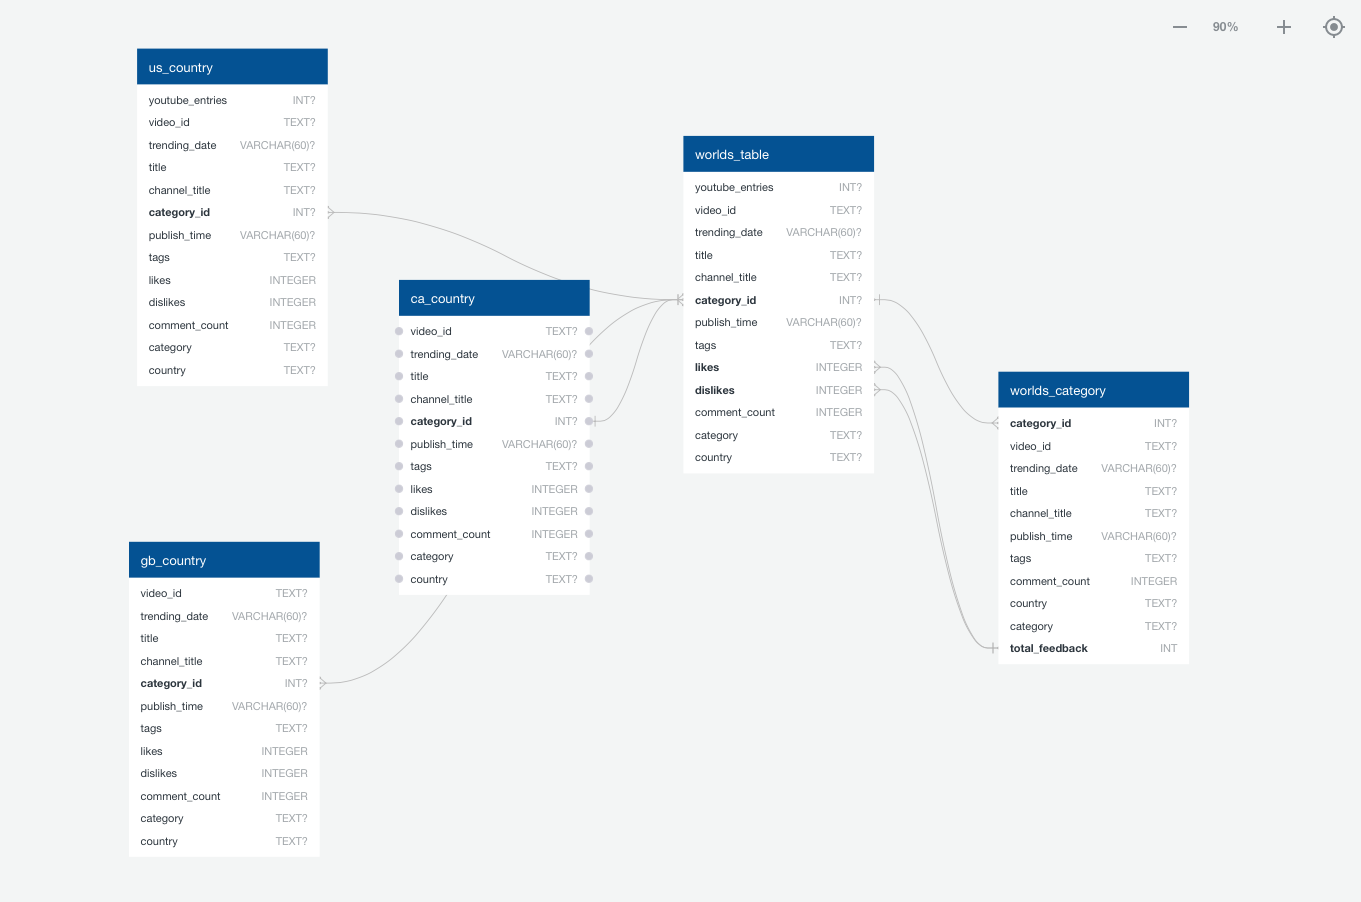 90%
us_country
youtube_entries INT?
video_id TEXT?
trending_date VARCHAR(60)?
title TEXT?
channel_title TEXT?
category_id INT?
publish_time VARCHAR(60)?
tags TEXT?
likes INTEGER
dislikes INTEGER
comment_count INTEGER
category TEXT?
country TEXT?
ca_country
video_id TEXT?
trending_date VARCHAR(60)?
title TEXT?
channel_title TEXT?
category_id INT?
publish_time VARCHAR(60)?
tags TEXT?
likes INTEGER
dislikes INTEGER
comment_count INTEGER
category TEXT?
country TEXT?
gb_country
video_id TEXT?
trending_date VARCHAR(60)?
title TEXT?
channel_title TEXT?
category_id INT?
publish_time VARCHAR(60)?
tags TEXT?
likes INTEGER
dislikes INTEGER
comment_count INTEGER
category TEXT?
country TEXT?
worlds_table
youtube_entries INT?
video_id TEXT?
trending_date VARCHAR(60)?
title TEXT?
channel_title TEXT?
category_id INT?
publish_time VARCHAR(60)?
tags TEXT?
likes INTEGER
dislikes INTEGER
comment_count INTEGER
category TEXT?
country TEXT?
worlds_category
category_id INT?
video_id TEXT?
trending_date VARCHAR(60)?
title TEXT?
channel_title TEXT?
publish_time VARCHAR(60)?
tags TEXT?
comment_count INTEGER
country TEXT?
category TEXT?
total_feedback INT